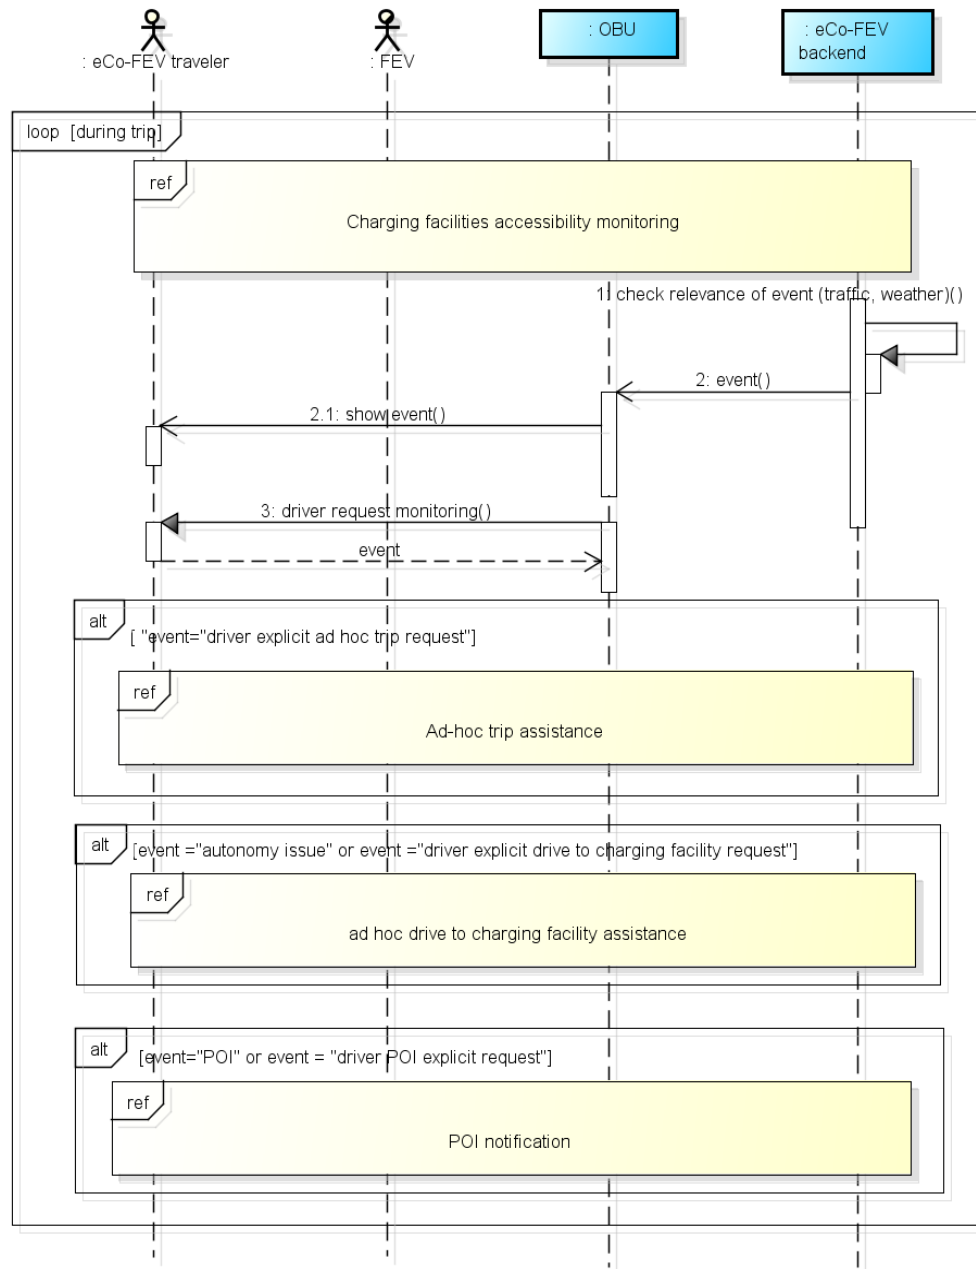 : eCo-FEV traveler
: FEV
: OBU
: eCo-FEV
backend
loop [during trip]
ref
Charging facilities accessibility monitoring
1: check relevance of event (traffic, weather)()
2: event()
2.1: show event()
3: driver request monitoring()
event
alt
[ "event="driver explicit ad hoc trip request"]
ref
Ad-hoc trip assistance
alt
[event ="autonomy issue" or event ="driver explicit drive to charging facility request"]
ref
ad hoc drive to charging facility assistance
alt
[event="POI" or event = "driver POI explicit request"]
ref
POI notification